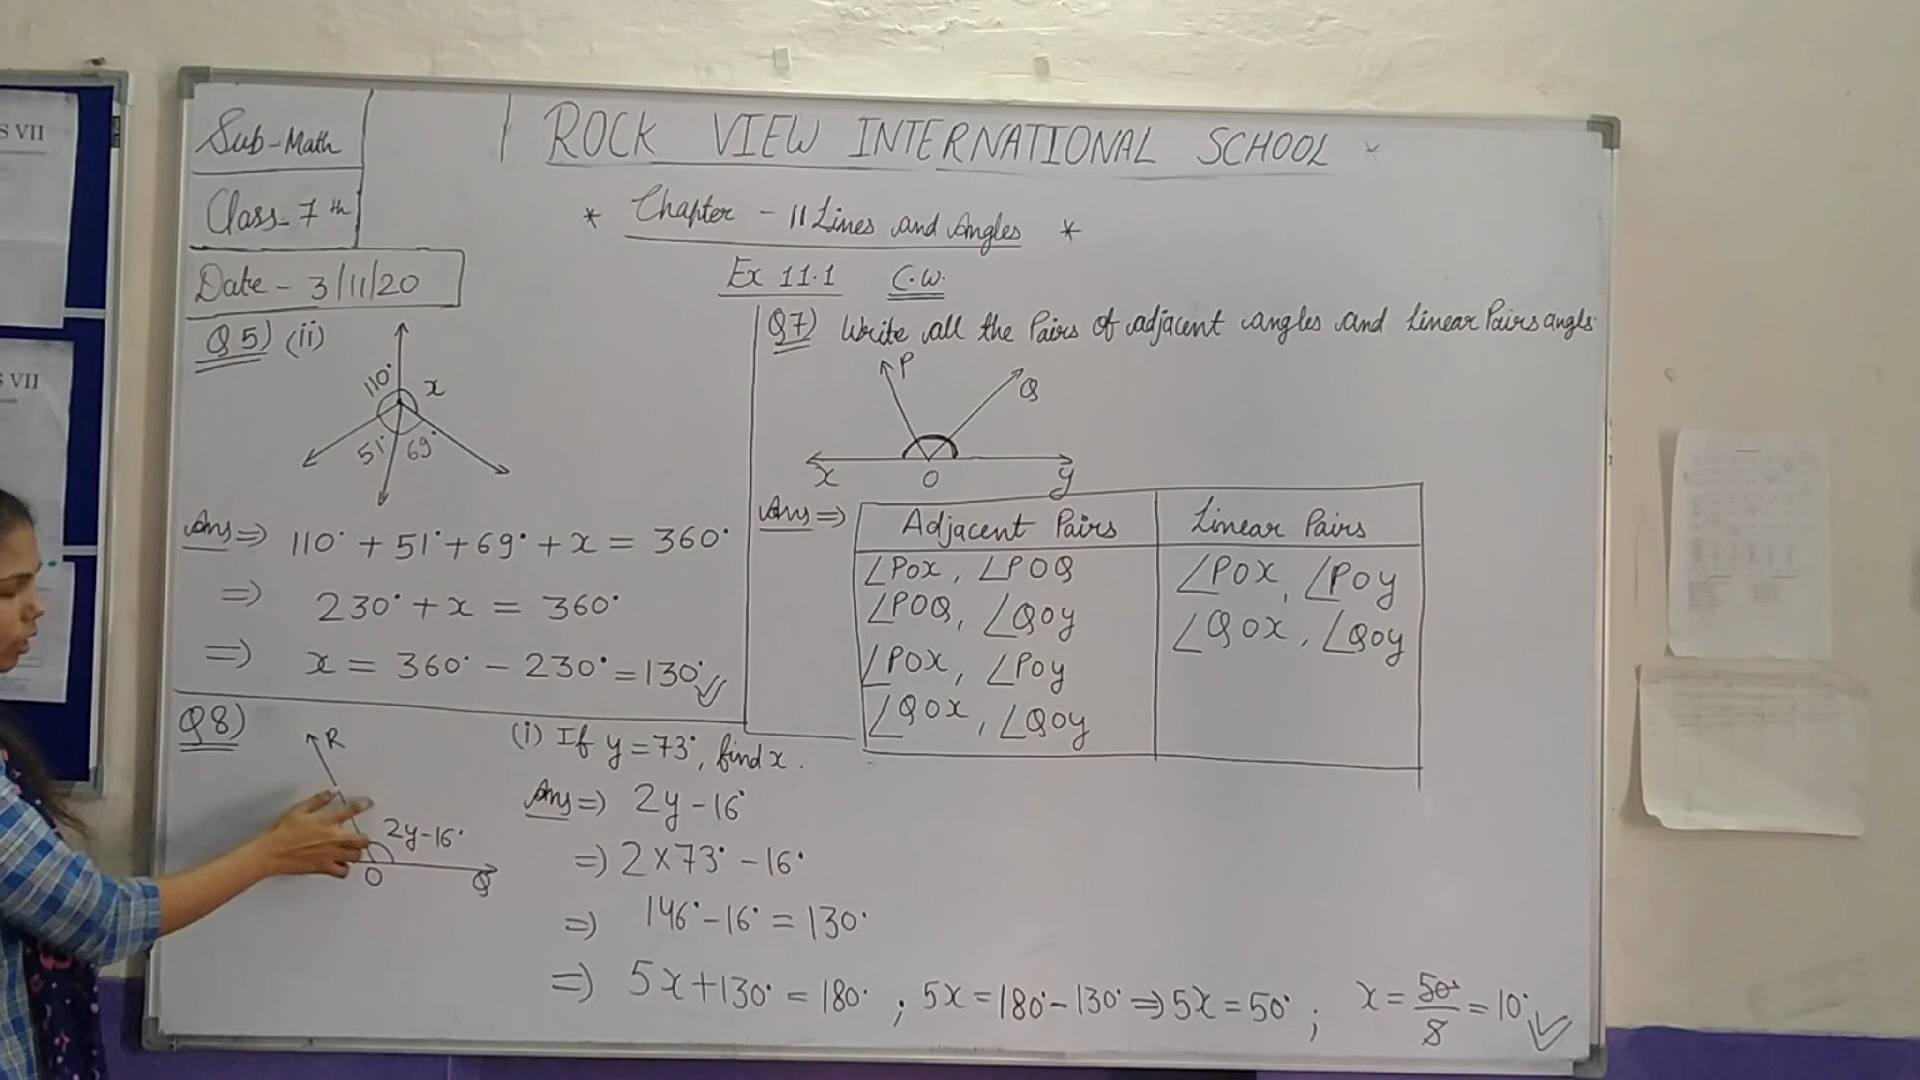 S VII
S VII
Sub-Math
Class-7th
Date - 3/11/20
ROCK VIEW INTERNATIONAL SCHOOL
* Chapter - 11 Lines and Angles *
Ex 11.1 C.W.
Q5) (ii)
110°
x
51°
69°
Ans => 110° + 51° + 69° + x = 360°
=> 230° + x = 360°
=> x = 360° - 230° = 130°
Q7) Write all the Pairs of adjacent angles and linear Pairs angls
P
Q
x
O
y
Ans =>
Adjacent Pairs
Linear Pairs
∠POX, ∠POQ
∠POQ, ∠QOy
∠POX, ∠POy
∠QOX, ∠QOy
∠POX, ∠POy
∠QOX, ∠QOy
Q8)
R
2y-16°
O
Q
(i) If y = 73°, find x.
Ans => 2y - 16°
=> 2 × 73° - 16°
=> 146° - 16° = 130°
=> 5x + 130° = 180° ; 5x = 180° - 130° => 5x = 50° ; x = 50°/8 = 10°